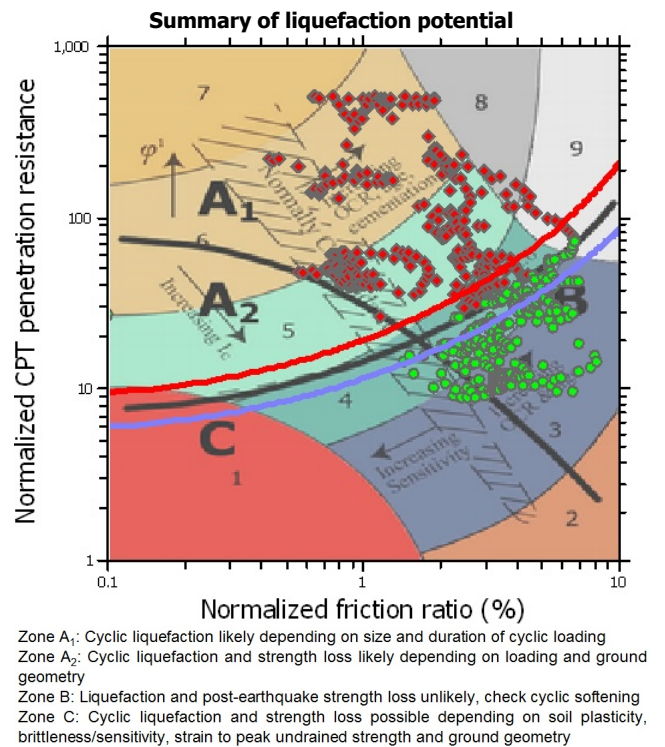 Summary of liquefaction potential
Normalized CPT penetration resistance
1,000
100
10
1
7
8
9
φ'
A1
6
Normally
OCR
cementation
A2
Increasing Ic
5
B
4
C
3
1
Increasing
Sensitivity
2
0.1
1
10
Normalized friction ratio (%)
Zone A1: Cyclic liquefaction likely depending on size and duration of cyclic loading
Zone A2: Cyclic liquefaction and strength loss likely depending on loading and ground
geometry
Zone B: Liquefaction and post-earthquake strength loss unlikely, check cyclic softening
Zone C: Cyclic liquefaction and strength loss possible depending on soil plasticity,
brittleness/sensitivity, strain to peak undrained strength and ground geometry